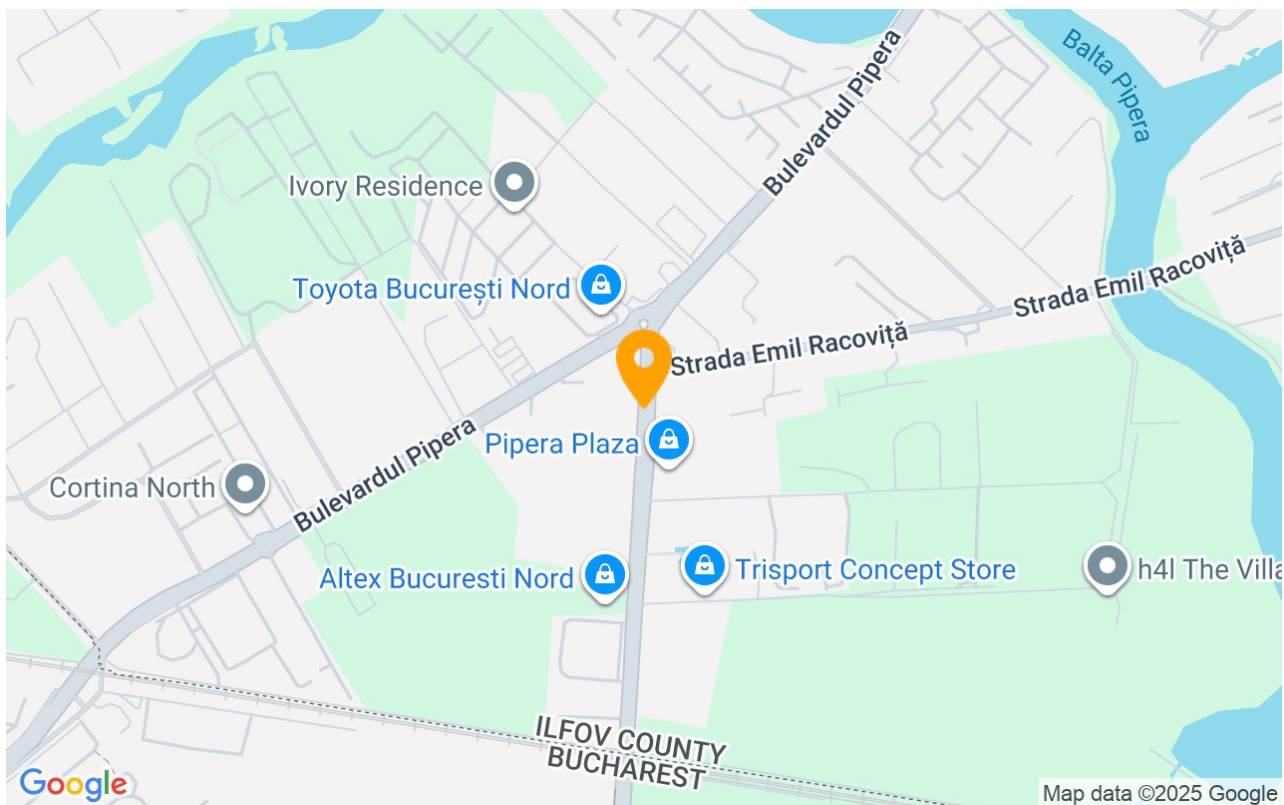 Balta Pipera
Bulevardul Pipera
Ivory Residence
Strada Emil Racoviță
Toyota București Nord
Strada Emil Racoviță
Pipera Plaza
Bulevardul Pipera
Cortina North
Altex Bucuresti Nord
Trisport Concept Store
h4l The Villa
ILFOV COUNTY
BUCHAREST
Google
Map data ©2025 Google